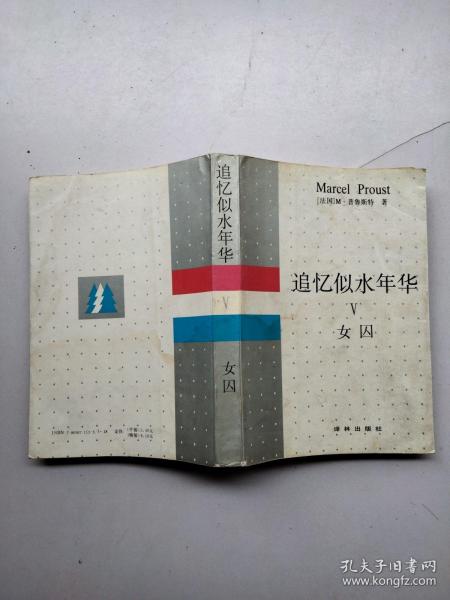 Marcel Proust
[法国]M·普鲁斯特 著
追忆似水年华
V
女囚
译林出版社
追忆似水年华
V
女囚
孔夫子旧书网
www.kongfz.com